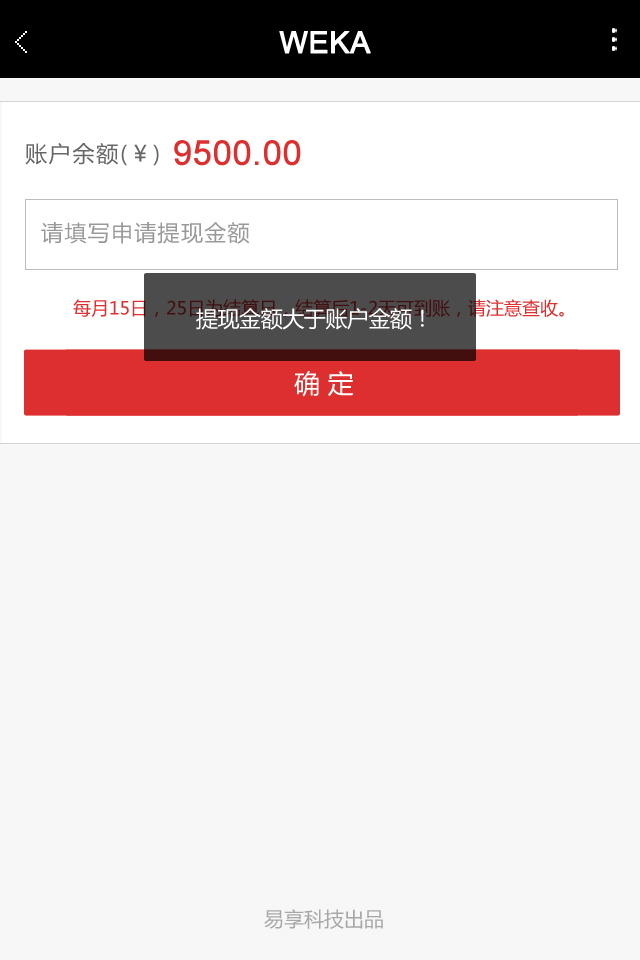 WEKA
账户余额(¥) 9500.00
请填写申请提现金额
每月15日，25日为结算日，结算后1-2天可到账，请注意查收。
提现金额大于账户金额！
确 定
易享科技出品